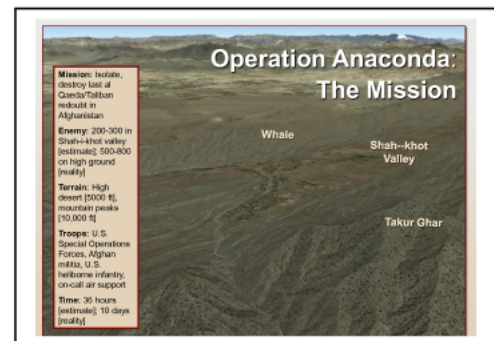 Operation Anaconda:
The Mission
Mission: Isolate,
destroy last al
Qaeda/Taliban
redoubt in
Afghanistan
Enemy: 200-300 in
Shah-i-khot valley
[estimate]; 500-800
on high ground
[reality]
Terrain: High
desert [5000 ft],
mountain peaks
[10,000 ft]
Troops: U.S.
Special Operations
Forces, Afghan
militia, U.S.
heliborne infantry,
on-call air support
Time: 36 hours
[estimate]; 10 days
[reality]
Whale
Shah--khot
Valley
Takur Ghar